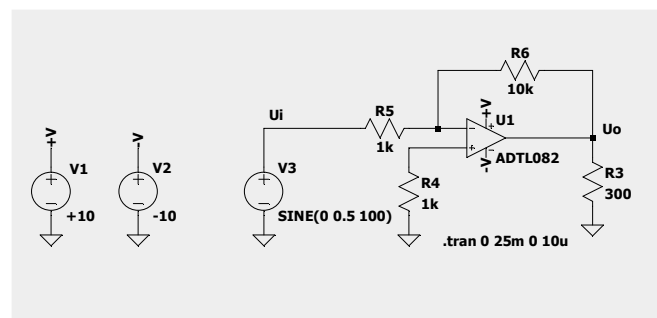 R6
10k
Ui
R5
1k
+V
U1
Uo
-V
ADTL082
+V
V1
+10
-V
V2
-10
V3
SINE(0 0.5 100)
R4
1k
R3
300
.tran 0 25m 0 10u